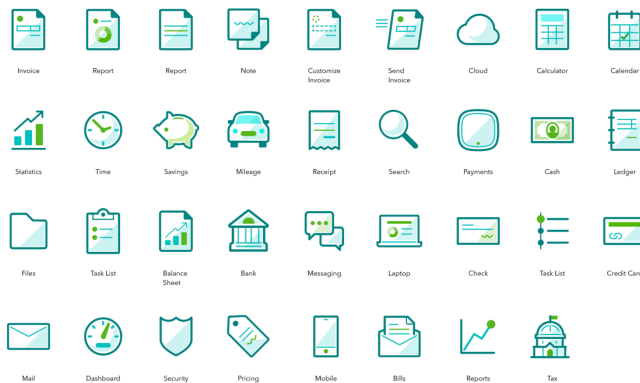 Invoice
Report
Report
Note
Customize
Invoice
Send
Invoice
Cloud
Calculator
Calendar
Statistics
Time
Savings
Mileage
Receipt
Search
Payments
Cash
Ledger
Files
Task List
Balance
Sheet
Bank
Messaging
Laptop
Check
Task List
Credit Car
Mail
Dashboard
Security
Pricing
Mobile
Bills
Reports
Tax